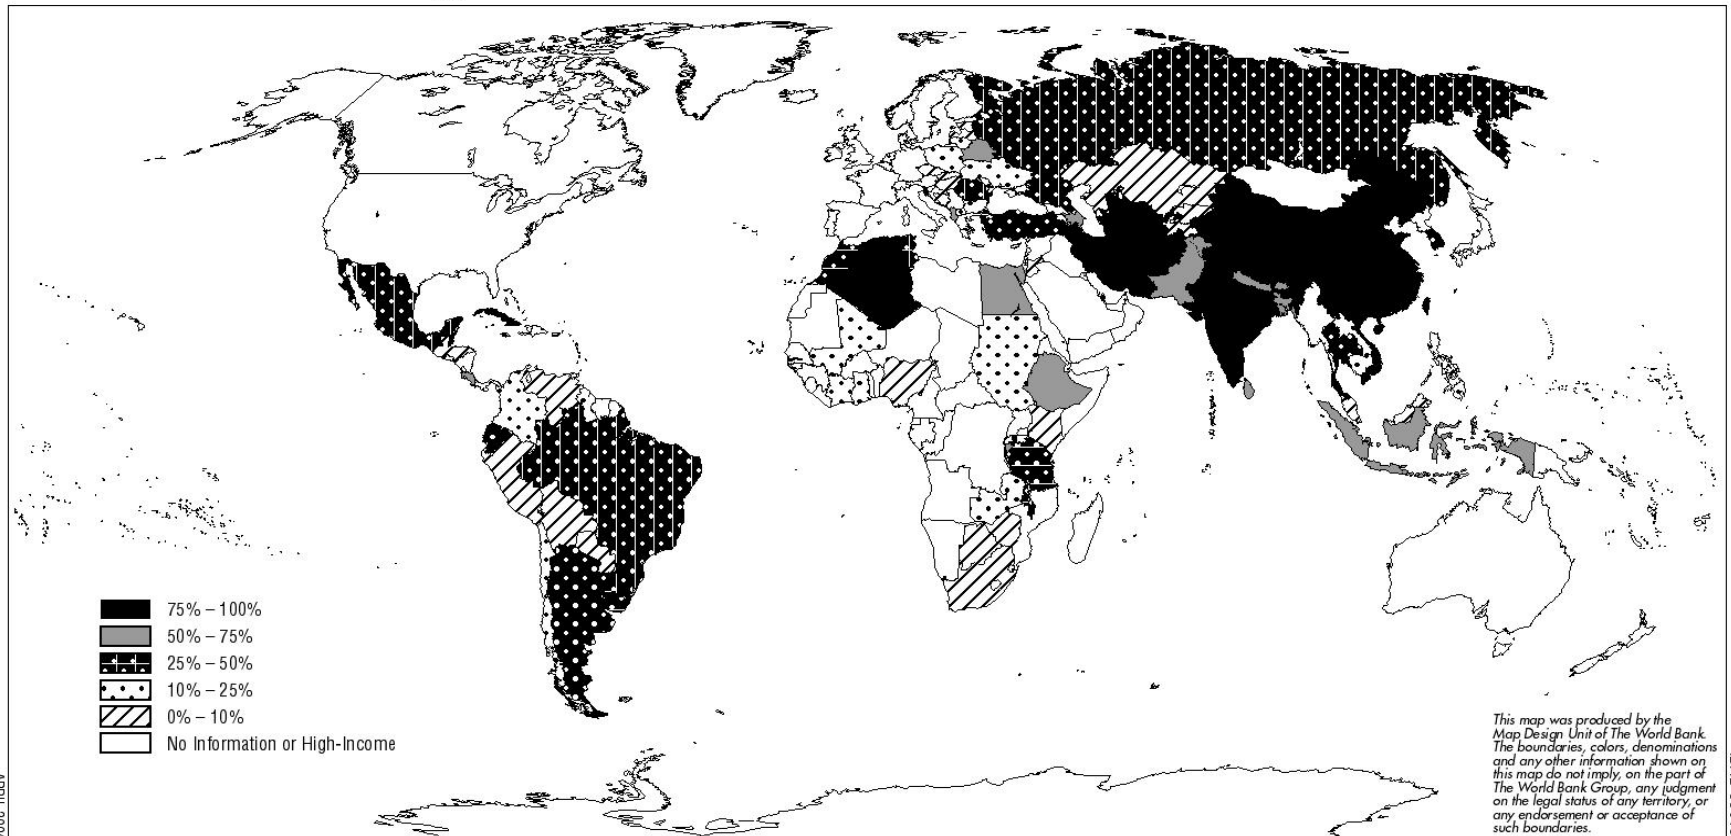 75% – 100%
50% – 75%
25% – 50%
10% – 25%
0% – 10%
No Information or High-Income
This map was produced by the
Map Design Unit of The World Bank.
The boundaries, colors, denominations
and any other information shown on
this map do not imply, on the part of
The World Bank Group, any judgment
on the legal status of any territory, or
any endorsement or acceptance of
such boundaries.